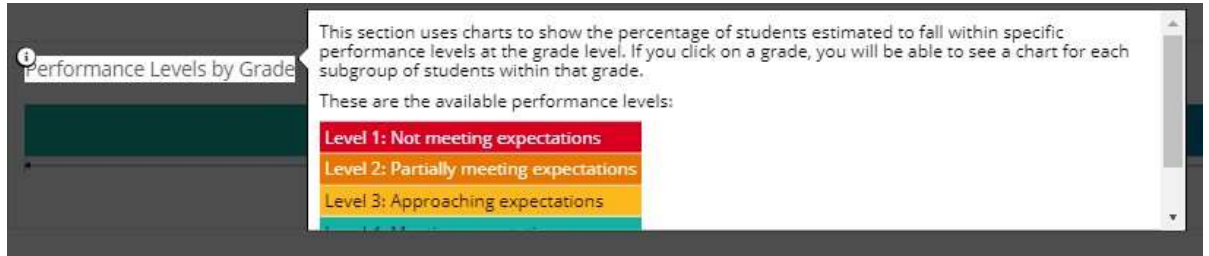 Performance Levels by Grade
This section uses charts to show the percentage of students estimated to fall within specific
performance levels at the grade level. If you click on a grade, you will be able to see a chart for each
subgroup of students within that grade.
These are the available performance levels:
Level 1: Not meeting expectations
Level 2: Partially meeting expectations
Level 3: Approaching expectations